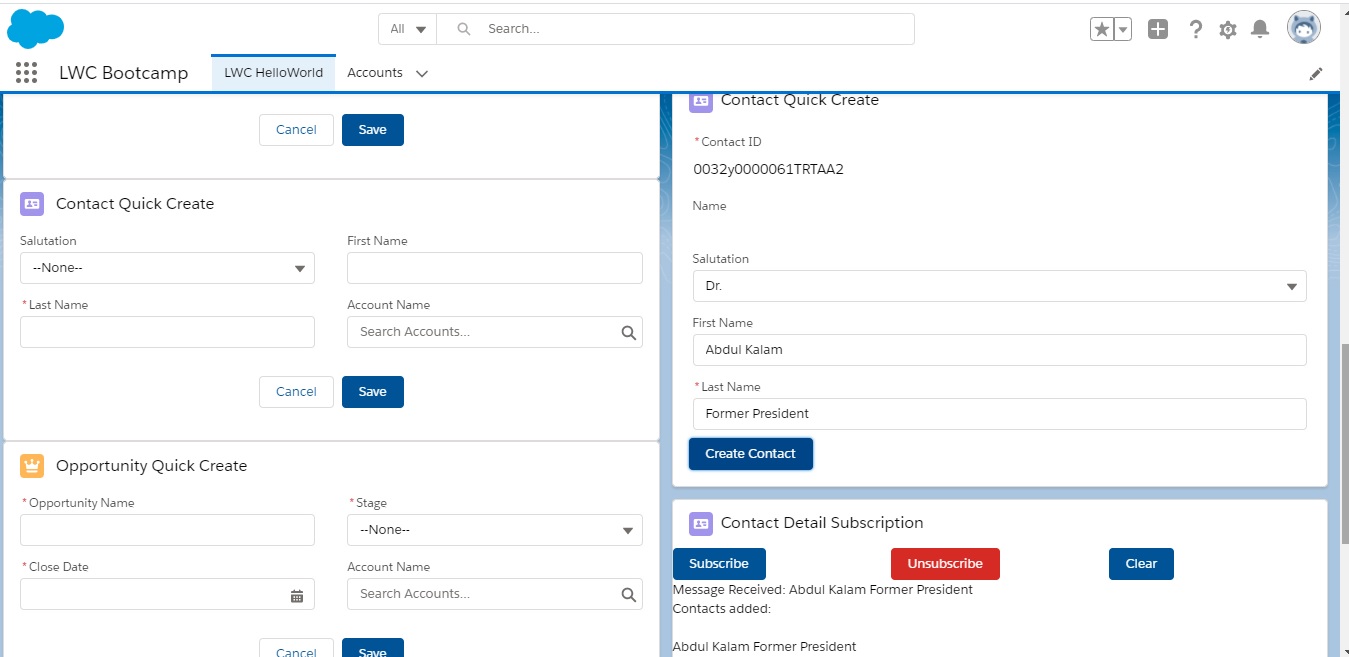 All
Search...
LWC Bootcamp
LWC HelloWorld
Accounts
Cancel
Save
Contact Quick Create
Salutation
First Name
--None--
* Last Name
Account Name
Search Accounts...
Cancel
Save
Opportunity Quick Create
* Opportunity Name
* Stage
--None--
* Close Date
Account Name
Search Accounts...
Cancel
Save
Contact Quick Create
* Contact ID
0032y0000061TRTAA2
Name
Salutation
Dr.
First Name
Abdul Kalam
* Last Name
Former President
Create Contact
Contact Detail Subscription
Subscribe
Unsubscribe
Clear
Message Received: Abdul Kalam Former President
Contacts added:
Abdul Kalam Former President